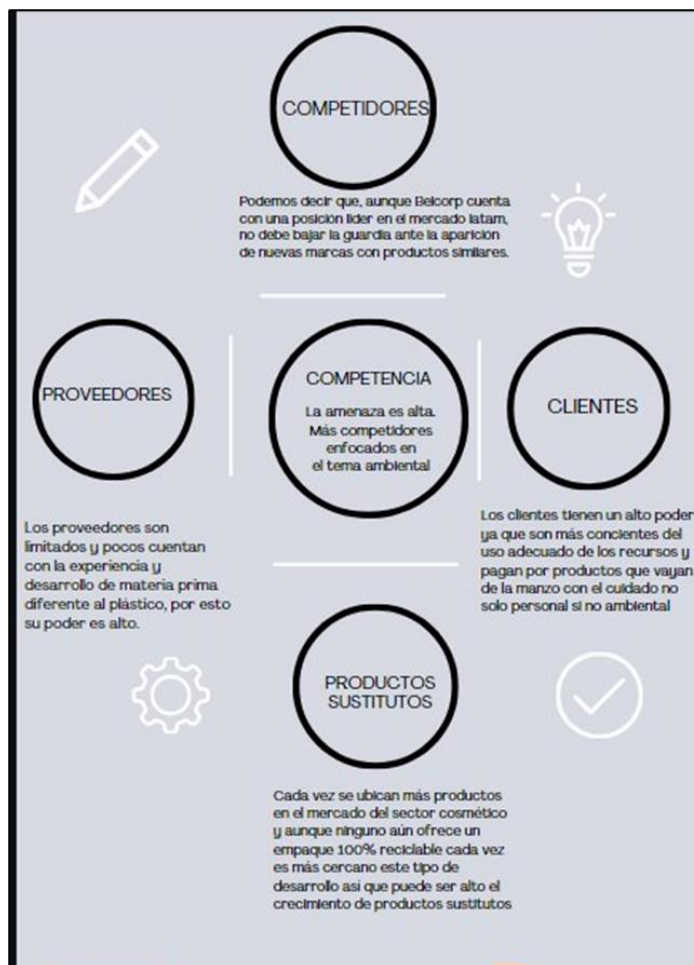 COMPETIDORES
Podemos decir que, aunque Belcorp cuenta
con una posición líder en el mercado latam,
no debe bajar la guardia ante la aparición
de nuevas marcas con productos similares.
PROVEEDORES
Los proveedores son
limitados y pocos cuentan
con la experiencia y
desarrollo de materia prima
diferente al plástico, por esto
su poder es alto.
COMPETENCIA
La amenaza es alta.
Más competidores
enfocados en
el tema ambiental
CLIENTES
Los clientes tienen un alto poder
ya que son más concientes del
uso adecuado de los recursos y
pagan por productos que vayan
de la manzo con el cuidado no
solo personal si no ambiental
PRODUCTOS
SUSTITUTOS
Cada vez se ubican más productos
en el mercado del sector cosmético
y aunque ninguno aún ofrece un
empaque 100% reciclable cada vez
es más cercano este tipo de
desarrollo así que puede ser alto el
crecimiento de productos sustitutos